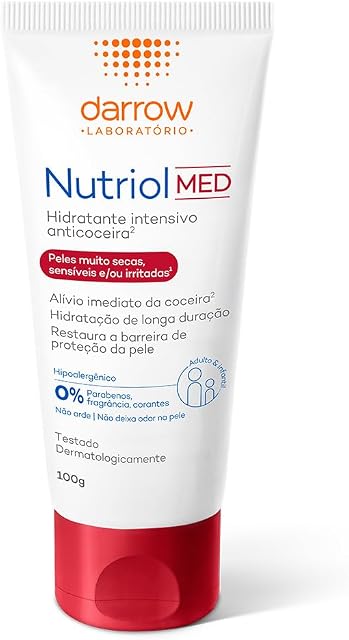 darrow
• LABORATÓRIO •
Nutriol MED
Hidratante intensivo
anticoceira²
Peles muito secas,
sensíveis e/ou irritadas¹
Alívio imediato da coceira²
Hidratação de longa duração
Restaura a barreira de
proteção da pele
Adulto & Infantil
Hipoalergênico
0% Parabenos,
fragrância, corantes
Não arde | Não deixa odor na pele
Testado
Dermatologicamente
100g